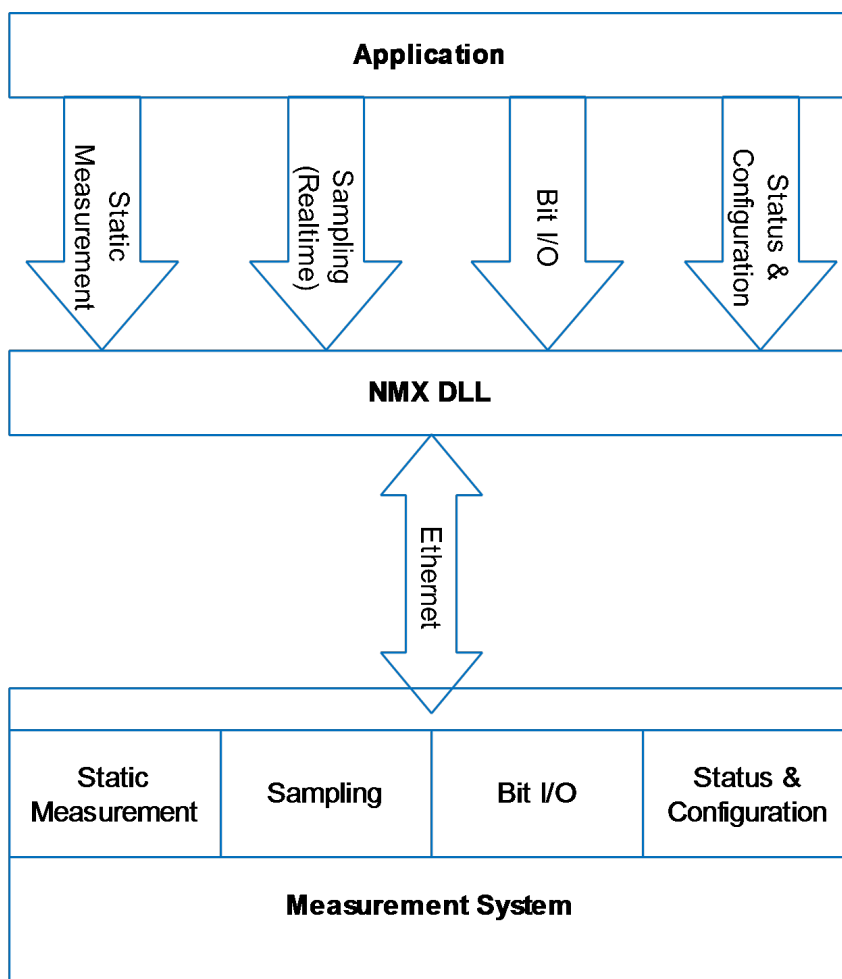 Application
Static
Measurement
Sampling
(Realtime)
Bit I/O
Status &
Configuration
NMX DLL
Ethernet
Static
Measurement
Sampling
Bit I/O
Status &
Configuration
Measurement System